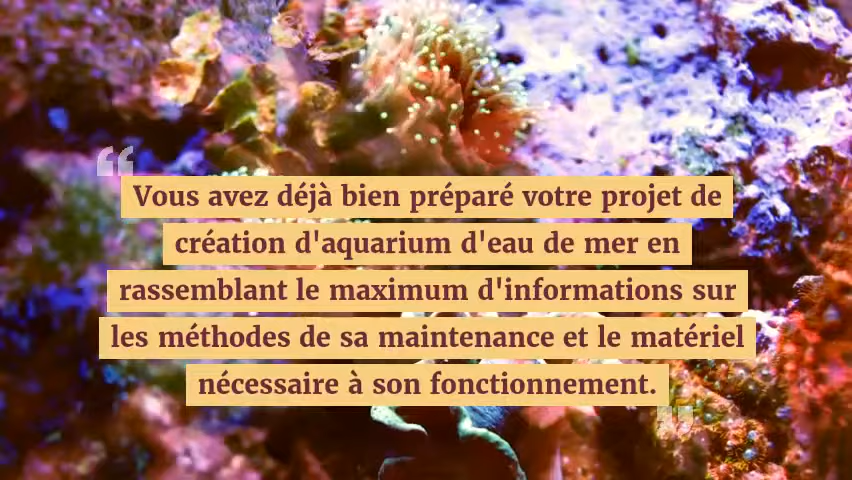 Vous avez déjà bien préparé votre projet de
création d'aquarium d'eau de mer en
rassemblant le maximum d'informations sur
les méthodes de sa maintenance et le matériel
nécessaire à son fonctionnement.